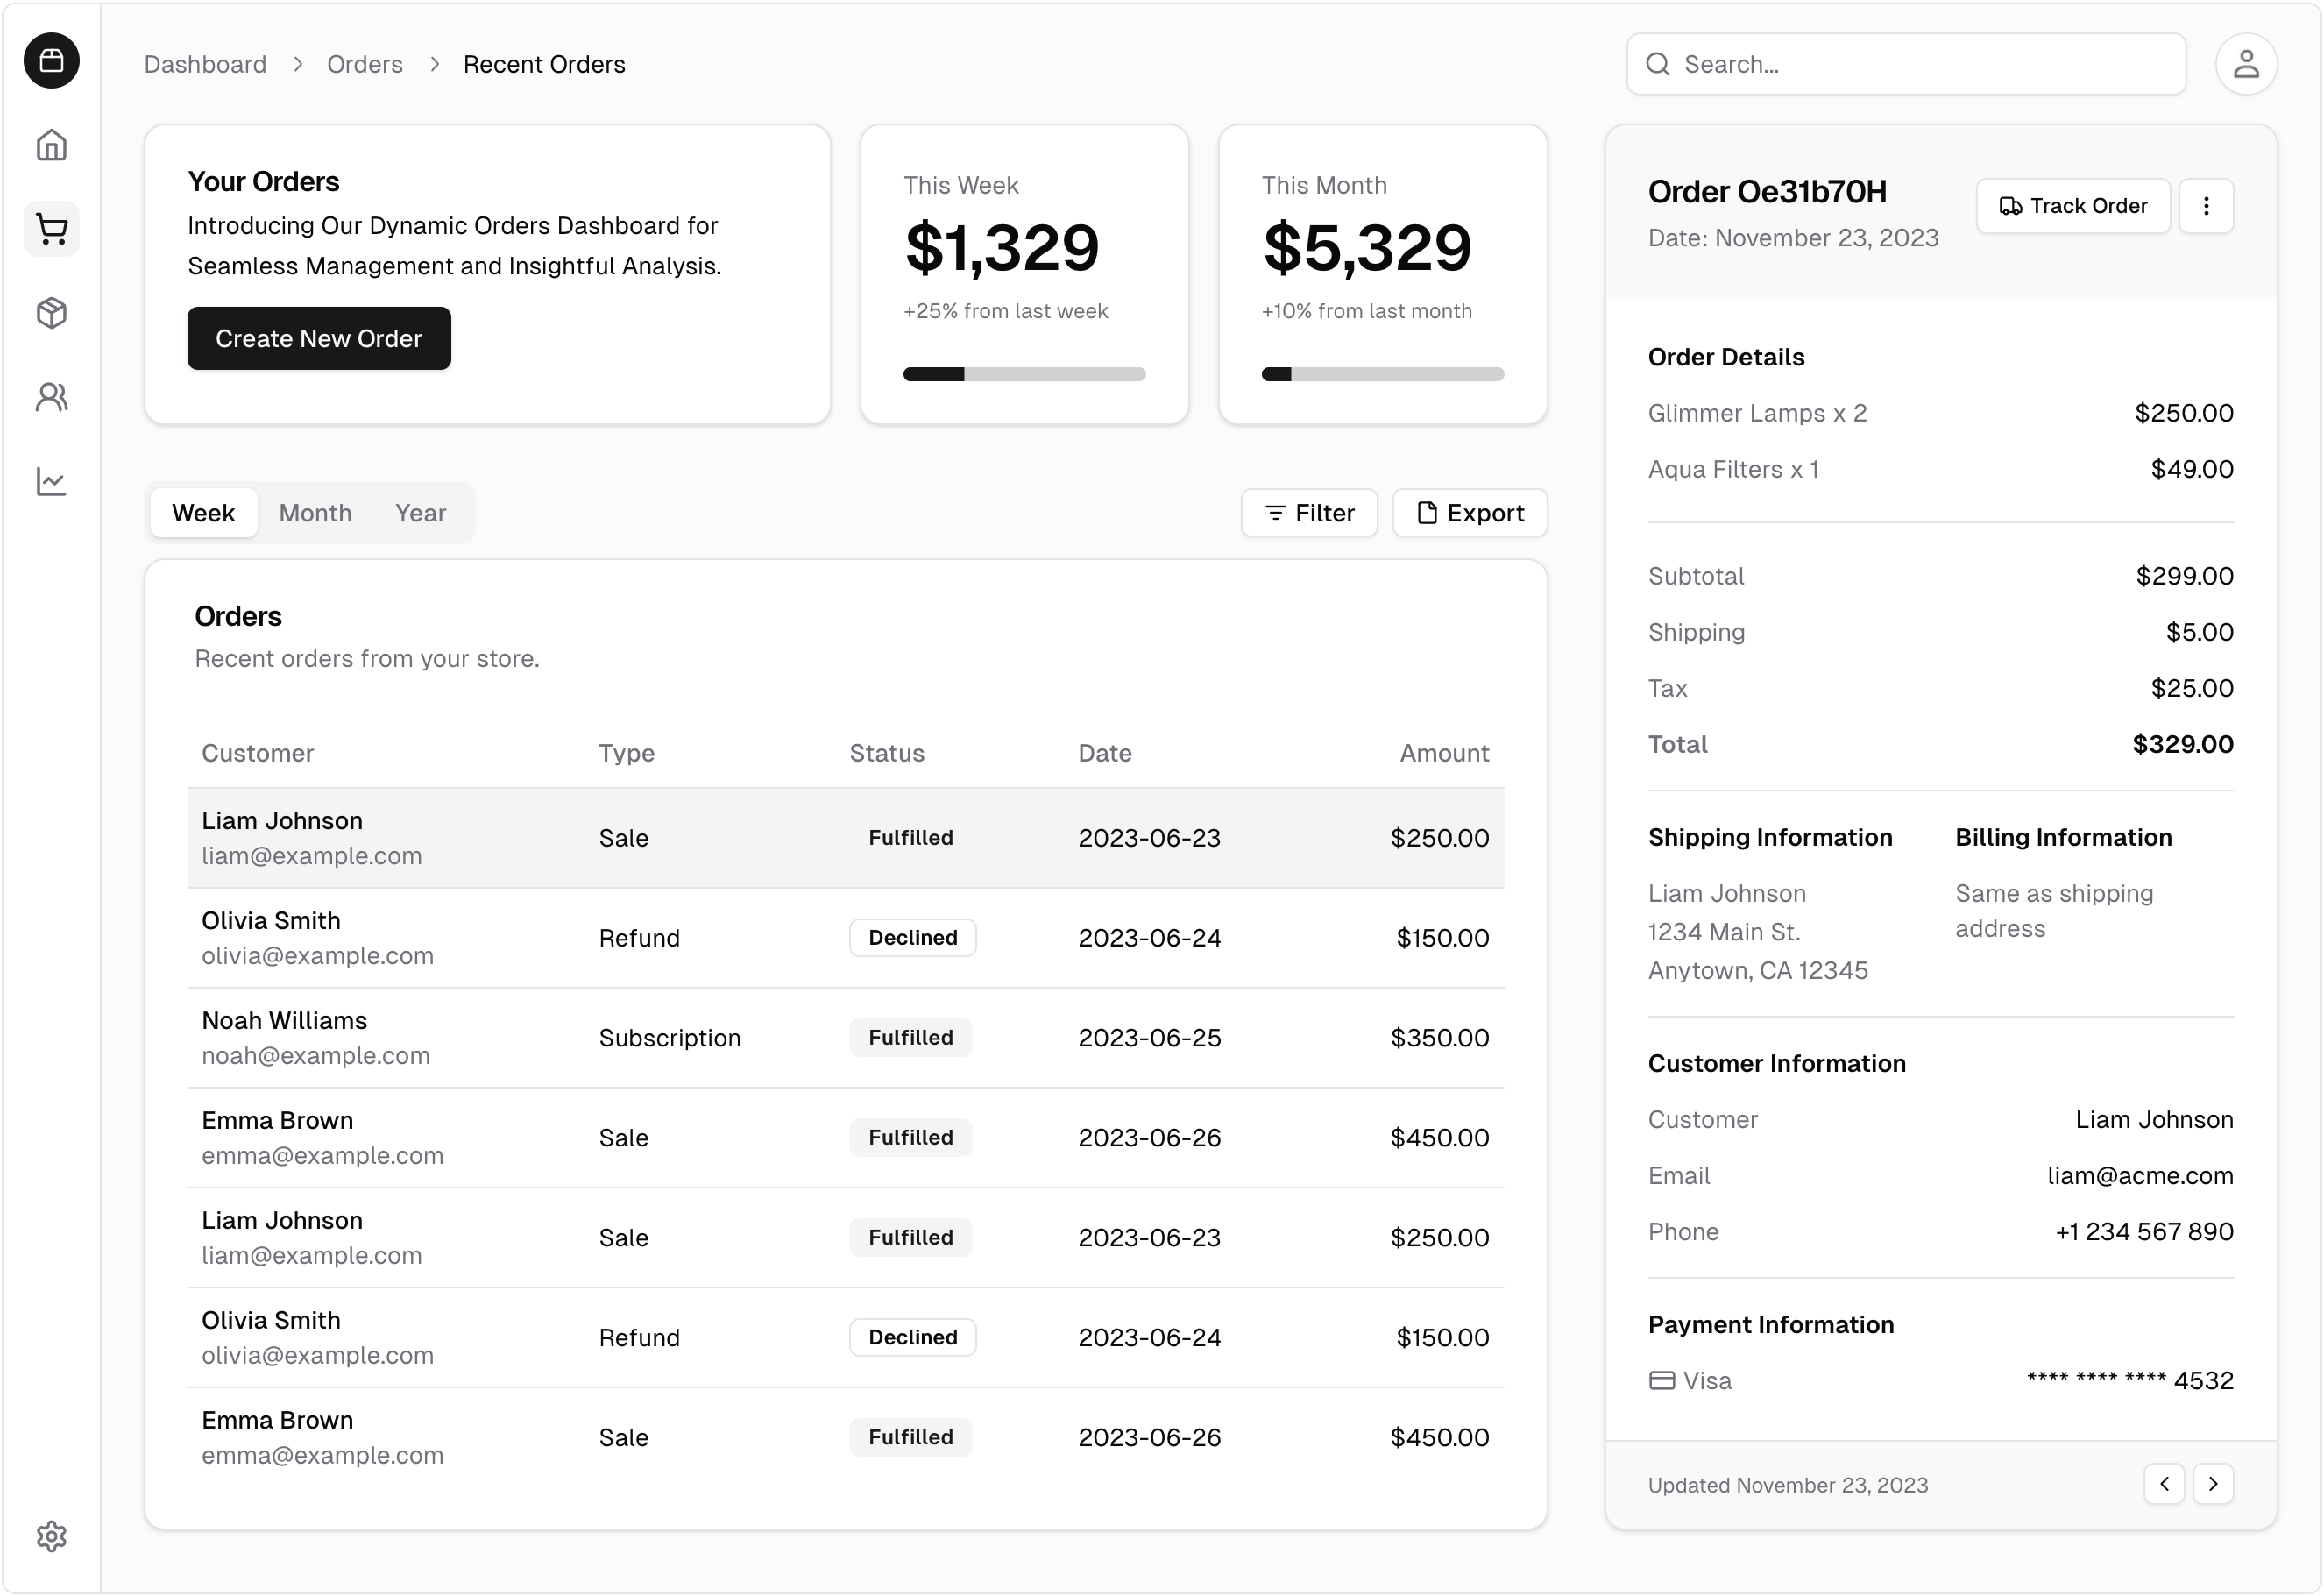 Dashboard > Orders > Recent Orders
Search...
Your Orders
Introducing Our Dynamic Orders Dashboard for
Seamless Management and Insightful Analysis.
Create New Order
This Week
$1,329
+25% from last week
This Month
$5,329
+10% from last month
Week Month Year
Filter
Export
Orders
Recent orders from your store.
Customer Type Status Date Amount
Liam Johnson
liam@example.com
Sale Fulfilled 2023-06-23 $250.00
Olivia Smith
olivia@example.com
Refund Declined 2023-06-24 $150.00
Noah Williams
noah@example.com
Subscription Fulfilled 2023-06-25 $350.00
Emma Brown
emma@example.com
Sale Fulfilled 2023-06-26 $450.00
Liam Johnson
liam@example.com
Sale Fulfilled 2023-06-23 $250.00
Olivia Smith
olivia@example.com
Refund Declined 2023-06-24 $150.00
Emma Brown
emma@example.com
Sale Fulfilled 2023-06-26 $450.00
Order Oe31b70H
Date: November 23, 2023
Track Order
Order Details
Glimmer Lamps x 2 $250.00
Aqua Filters x 1 $49.00
Subtotal $299.00
Shipping $5.00
Tax $25.00
Total $329.00
Shipping Information
Liam Johnson
1234 Main St.
Anytown, CA 12345
Billing Information
Same as shipping
address
Customer Information
Customer Liam Johnson
Email liam@acme.com
Phone +1 234 567 890
Payment Information
Visa **** **** **** 4532
Updated November 23, 2023